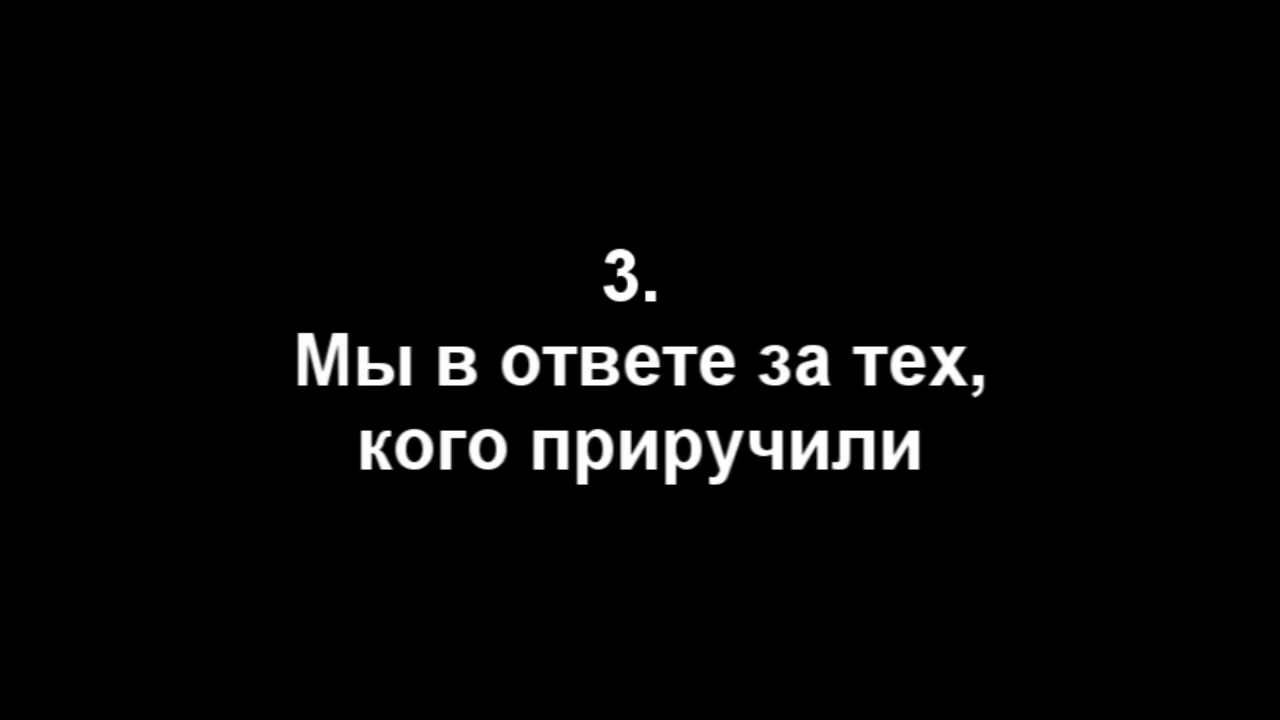 3.
Мы в ответе за тех,
кого приручили